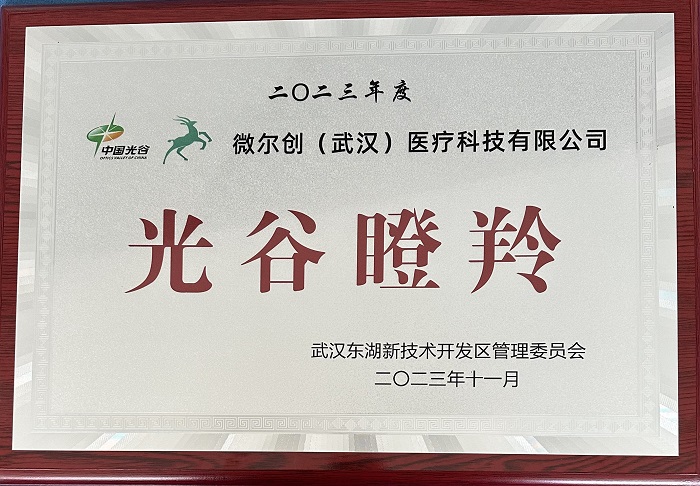 二〇二三年度
中国光谷
OPTICS VALLEY OF CHINA
微尔创（武汉）医疗科技有限公司
光谷瞪羚
武汉东湖新技术开发区管理委员会
二〇二三年十一月